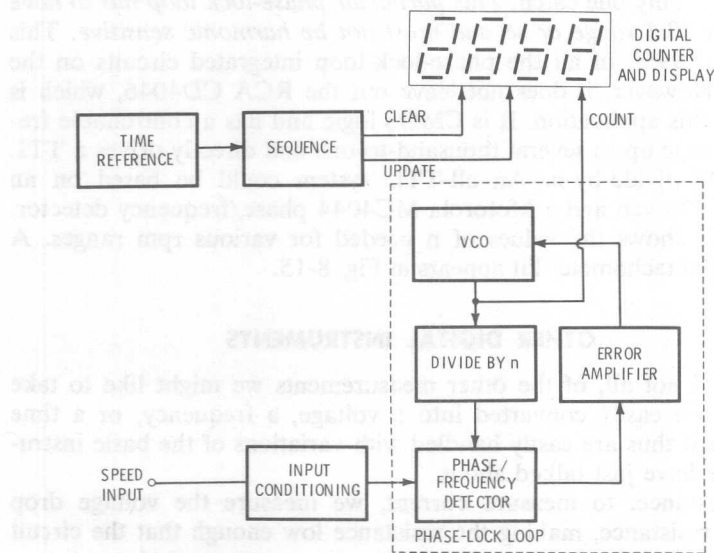 DIGITAL
COUNTER
AND DISPLAY
CLEAR
COUNT
TIME
REFERENCE
SEQUENCE
UPDATE
VCO
DIVIDE BY n
ERROR
AMPLIFIER
SPEED
INPUT
INPUT
CONDITIONING
PHASE/
FREQUENCY
DETECTOR
PHASE-LOCK LOOP